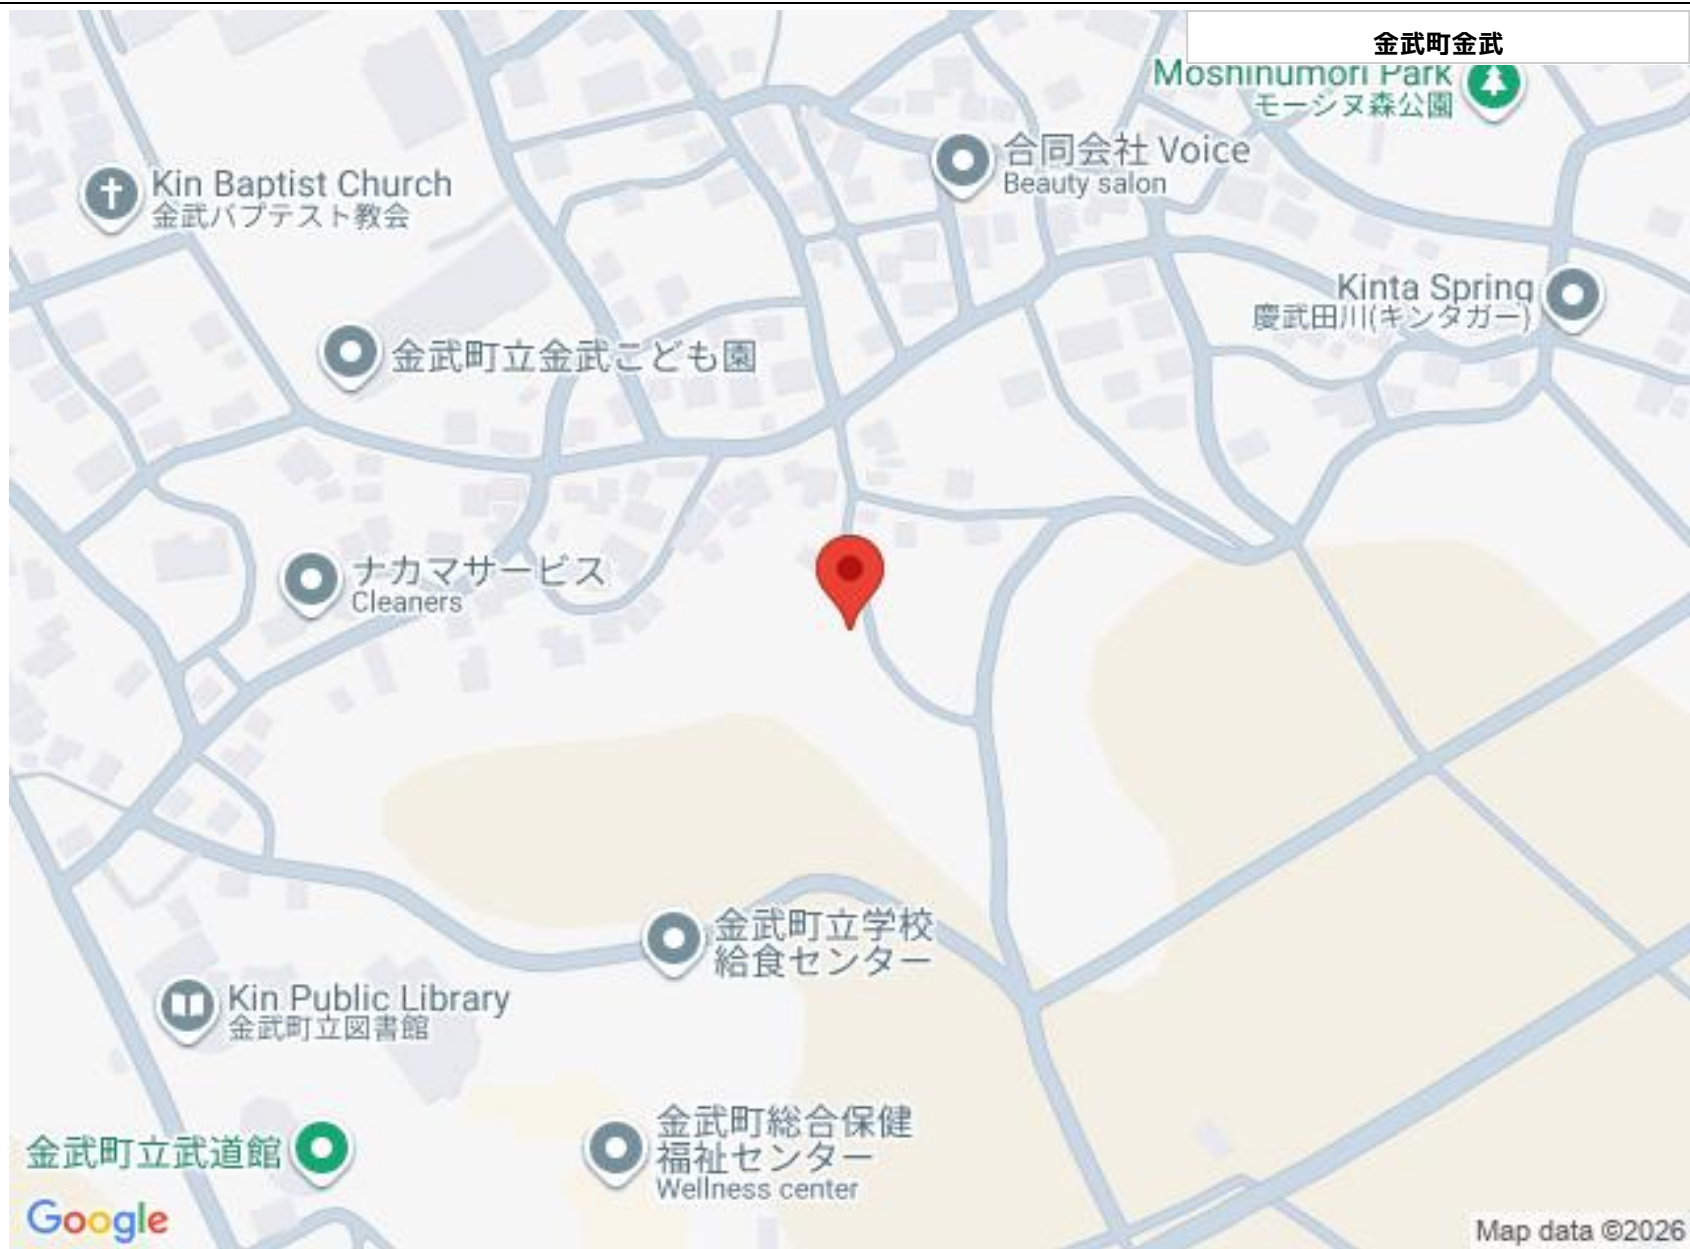 金武町金武
Moshinumori Park
モーシヌ森公園
合同会社 Voice
Beauty salon
Kin Baptist Church
金武バプテスト教会
Kinta Spring
慶武田川(キンタガー)
金武町立金武こども園
ナカマサービス
Cleaners
金武町立学校
給食センター
Kin Public Library
金武町立図書館
金武町総合保健
福祉センター
Wellness center
金武町立武道館
Google
Map data ©2026